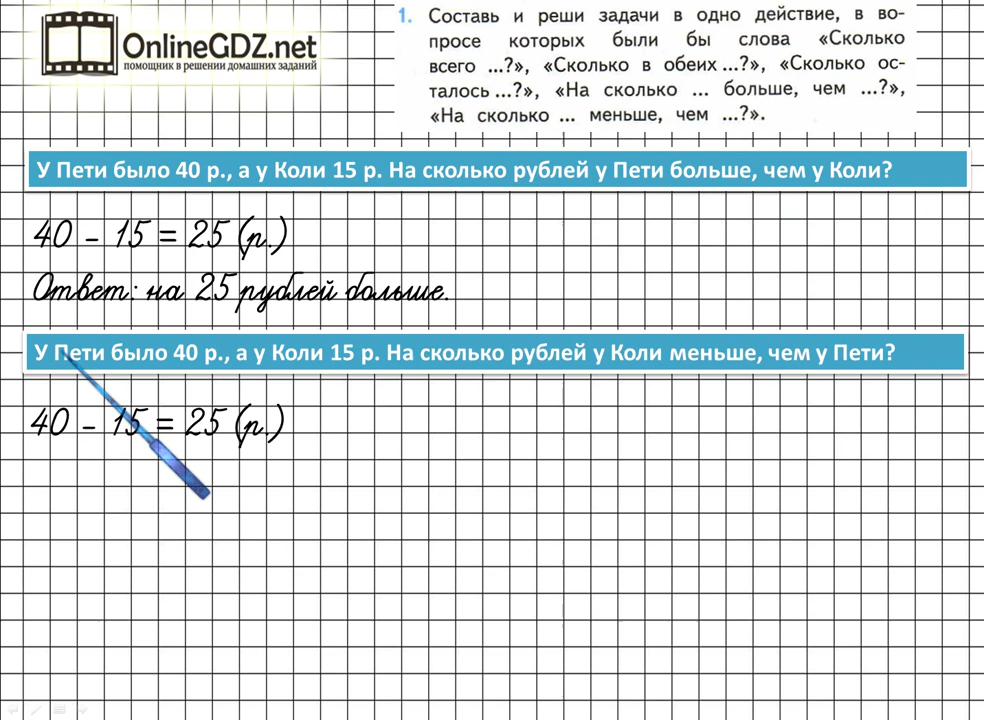 OnlineGDZ.net
помощник в решении домашних заданий
1. Составь и реши задачи в одно действие, в во-
просе которых были бы слова «Сколько
всего ...?», «Сколько в обеих ...?», «Сколько ос-
талось ...?», «На сколько ... больше, чем ...?»,
«На сколько ... меньше, чем ...?».
У Пети было 40 р., а у Коли 15 р. На сколько рублей у Пети больше, чем у Коли?
40 – 15 = 25 (р.)
Ответ: на 25 рублей больше.
У Пети было 40 р., а у Коли 15 р. На сколько рублей у Коли меньше, чем у Пети?
40 – 15 = 25 (р.)